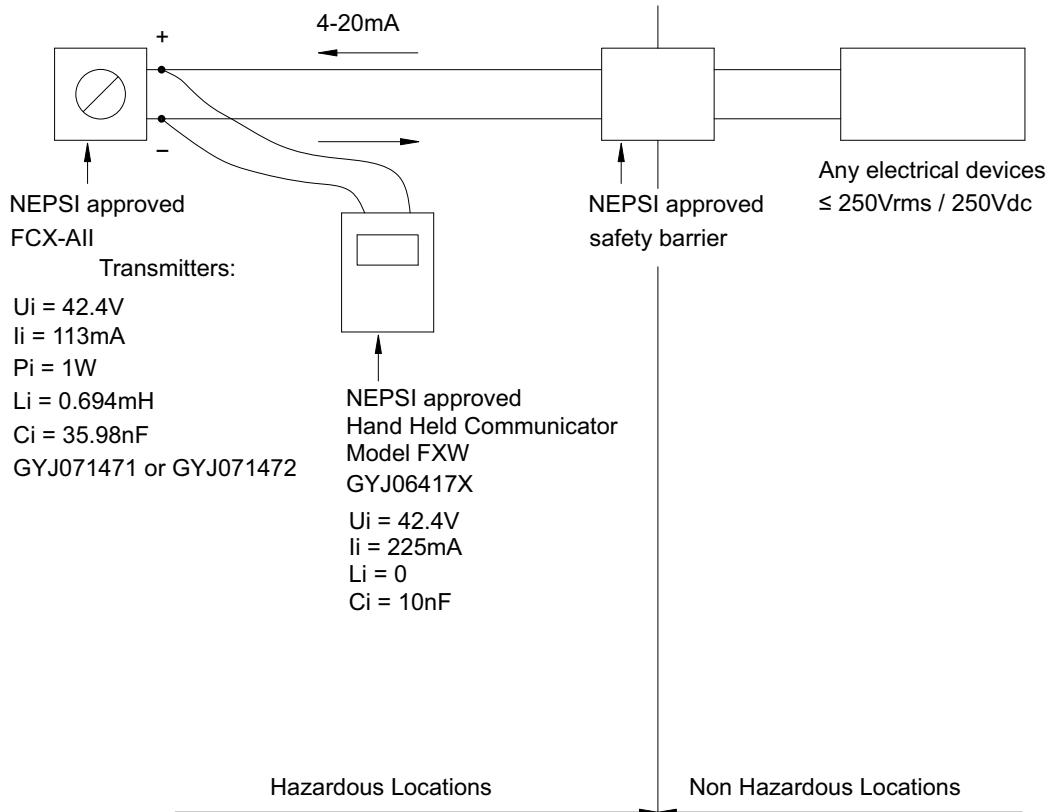 4-20mA
+
−
NEPSI approved
FCX-AII
Transmitters:
Ui = 42.4V
Ii = 113mA
Pi = 1W
Li = 0.694mH
Ci = 35.98nF
GYJ071471 or GYJ071472
NEPSI approved
Hand Held Communicator
Model FXW
GYJ06417X
Ui = 42.4V
Ii = 225mA
Li = 0
Ci = 10nF
NEPSI approved
safety barrier
Any electrical devices
≤ 250Vrms / 250Vdc
Hazardous Locations
Non Hazardous Locations